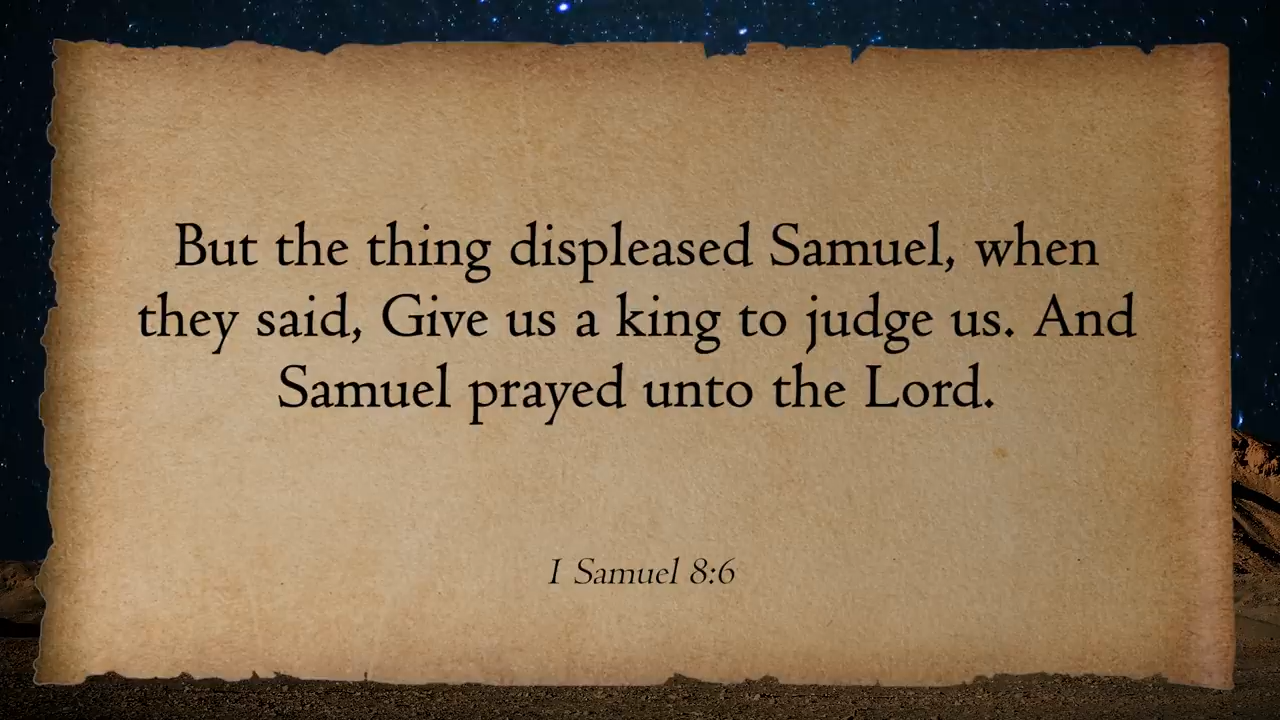 But the thing displeased Samuel, when
they said, Give us a king to judge us. And
Samuel prayed unto the Lord.
I Samuel 8:6